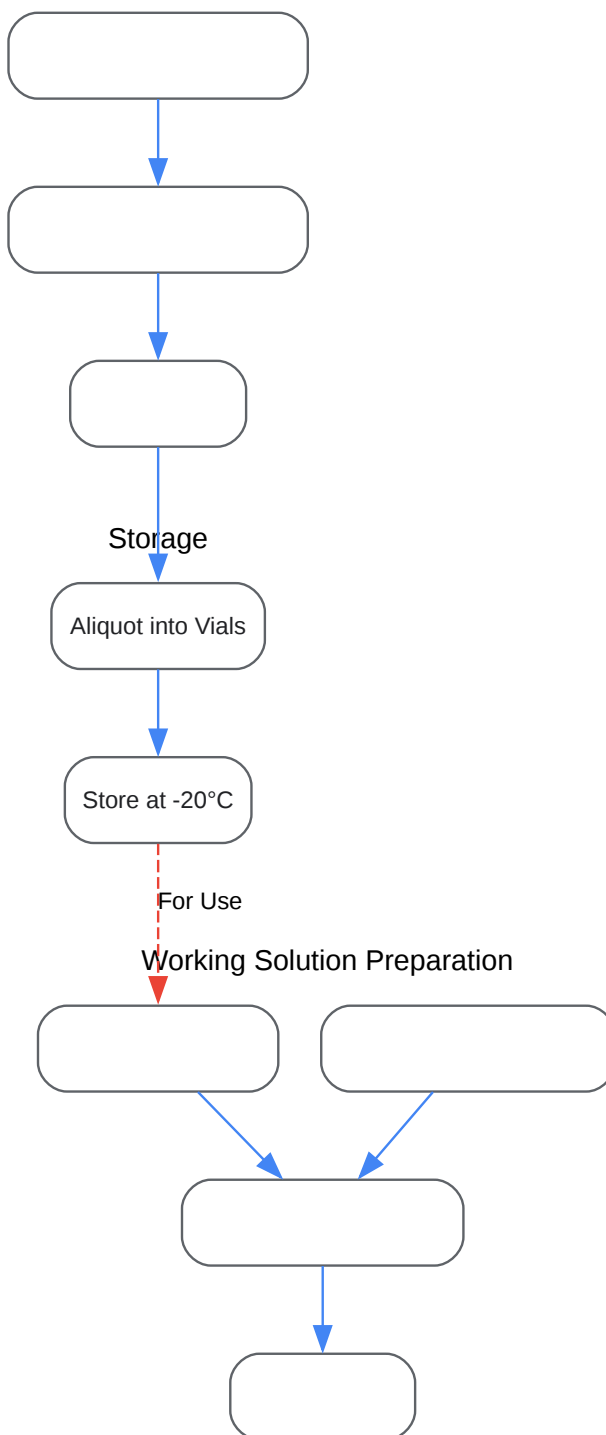 Storage
Aliquot into Vials
Store at -20°C
For Use
Working Solution Preparation